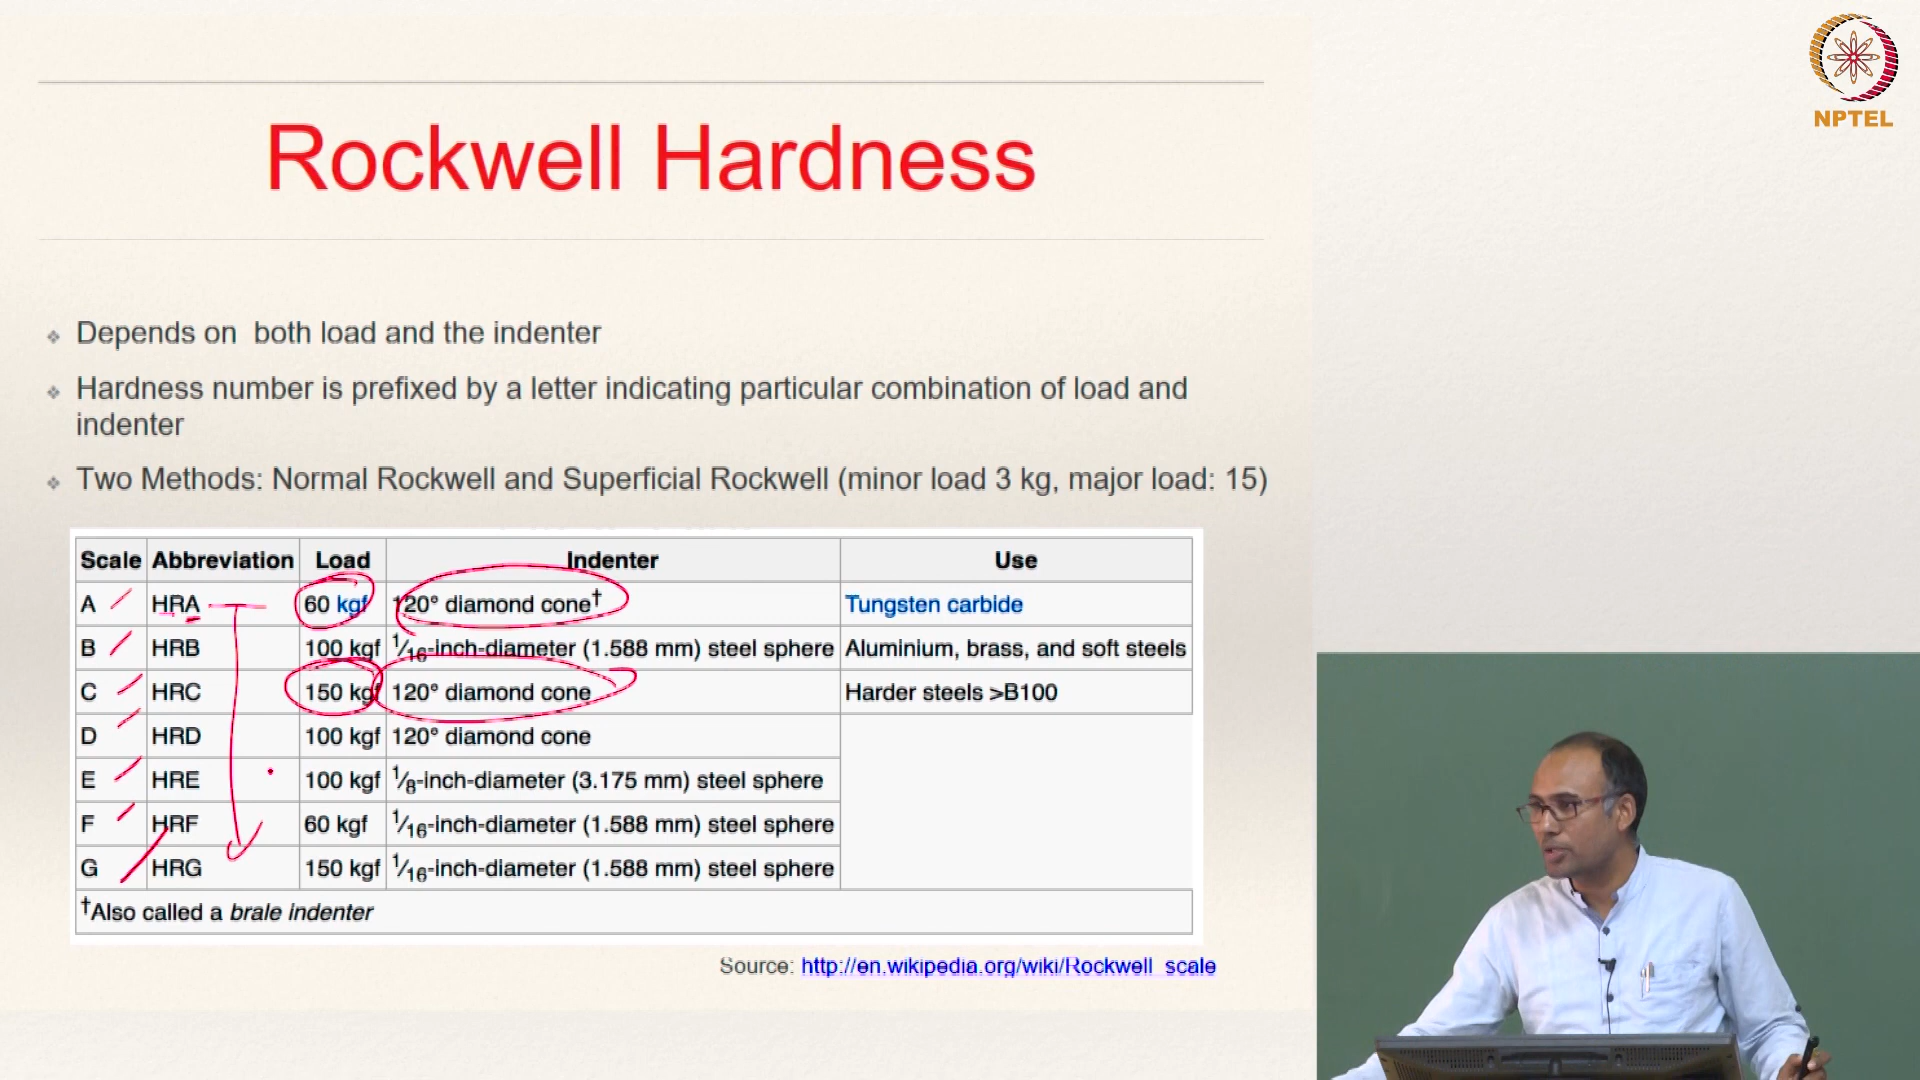 NPTEL
Rockwell Hardness
Depends on both load and the indenter
Hardness number is prefixed by a letter indicating particular combination of load and
indenter
Two Methods: Normal Rockwell and Superficial Rockwell (minor load 3 kg, major load: 15)
Scale Abbreviation Load Indenter Use
A HRA 60 kgf 120° diamond cone† Tungsten carbide
B HRB 100 kgf 1⁄16-inch-diameter (1.588 mm) steel sphere Aluminium, brass, and soft steels
C HRC 150 kgf 120° diamond cone Harder steels >B100
D HRD 100 kgf 120° diamond cone
E HRE 100 kgf 1⁄8-inch-diameter (3.175 mm) steel sphere
F HRF 60 kgf 1⁄16-inch-diameter (1.588 mm) steel sphere
G HRG 150 kgf 1⁄16-inch-diameter (1.588 mm) steel sphere
†Also called a brale indenter
Source: http://en.wikipedia.org/wiki/Rockwell_scale